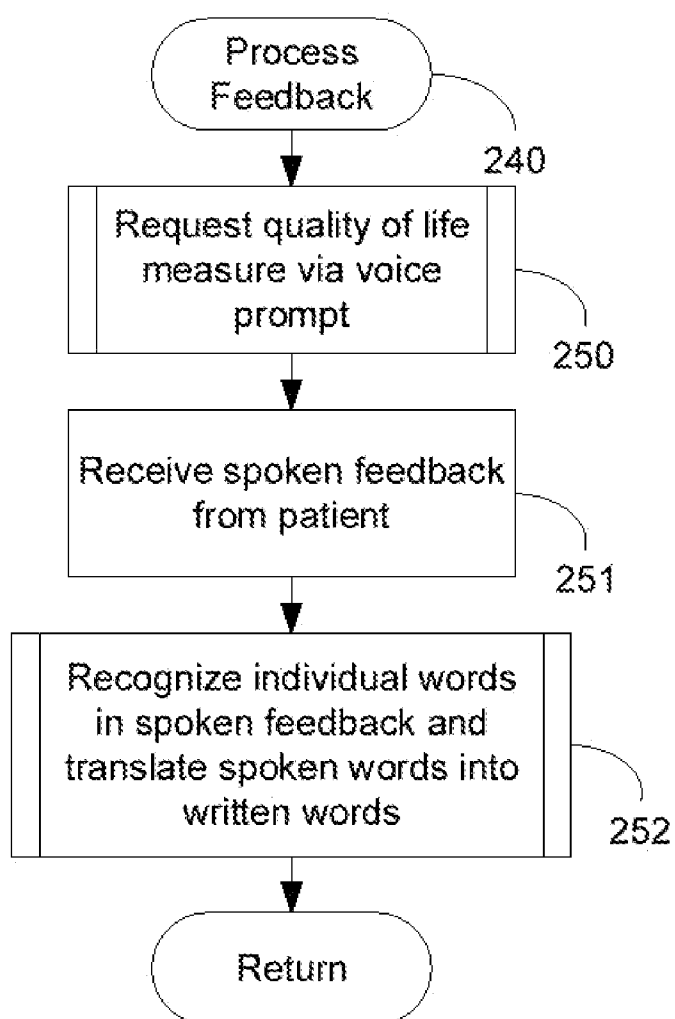 Process
Feedback
240
Request quality of life
measure via voice
prompt
250
Receive spoken feedback
from patient
251
Recognize individual words
in spoken feedback and
translate spoken words into
written words
252
Return